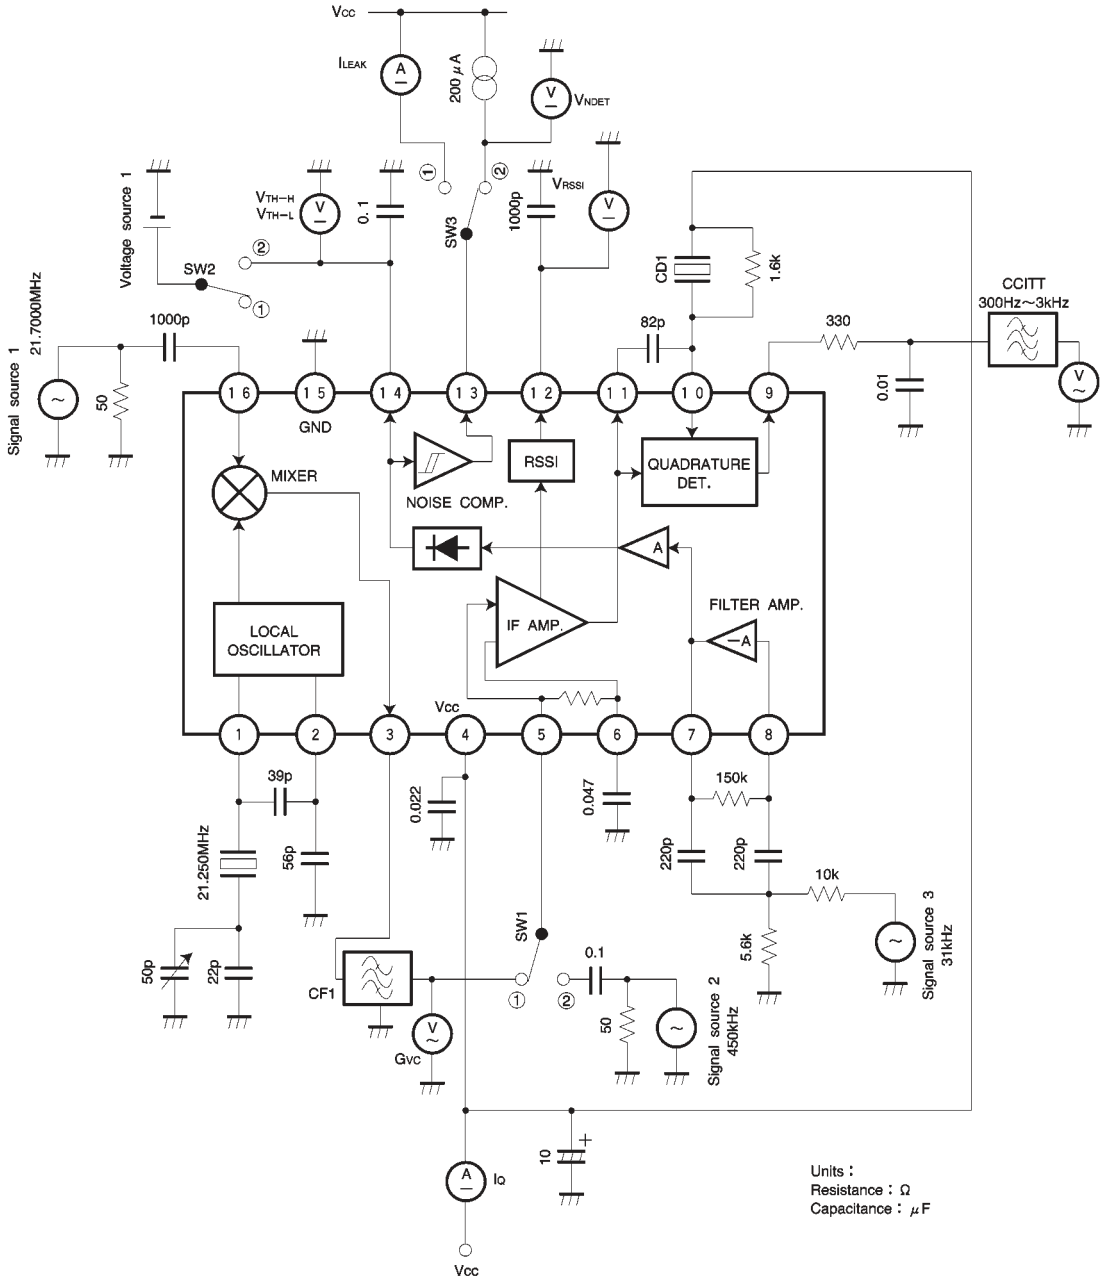 Vcc
ILEAK
A
200 μA
V
VNDET
①
②
VRSSI
V
1000p
Voltage source 1
VTH–H
VTH–L
V
0.1
SW3
SW2
②
①
CD1
1.6k
CCITT
300Hz～3kHz
Signal source 1
21.7000MHz
1000p
50
～
82p
330
0.01
V
～
16
15
14
13
12
11
10
9
GND
MIXER
NOISE COMP.
RSSI
QUADRATURE
DET.
A
LOCAL
OSCILLATOR
IF AMP.
FILTER AMP.
–A
Vcc
1
2
3
4
5
6
7
8
39p
0.022
0.047
150k
21.250MHz
56p
220p
220p
10k
50p
22p
SW1
5.6k
～
Signal source 3
31kHz
CF1
①
②
0.1
V
～
GVC
50
～
Signal source 2
450kHz
10
+
A
IQ
Vcc
Units :
Resistance : Ω
Capacitance : μF